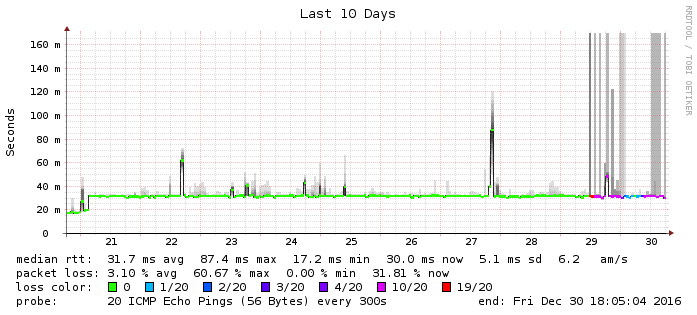 Last 10 Days
RRDTOOL / TOBI OETIKER
Seconds
160 m
140 m
120 m
100 m
80 m
60 m
40 m
20 m
0
21 22 23 24 25 26 27 28 29 30
median rtt: 31.7 ms avg 87.4 ms max 17.2 ms min 30.0 ms now 5.1 ms sd 6.2 am/s
packet loss: 3.10 % avg 60.67 % max 0.00 % min 31.81 % now
loss color: 0 1/20 2/20 3/20 4/20 10/20 19/20
probe: 20 ICMP Echo Pings (56 Bytes) every 300s end: Fri Dec 30 18:05:04 2016